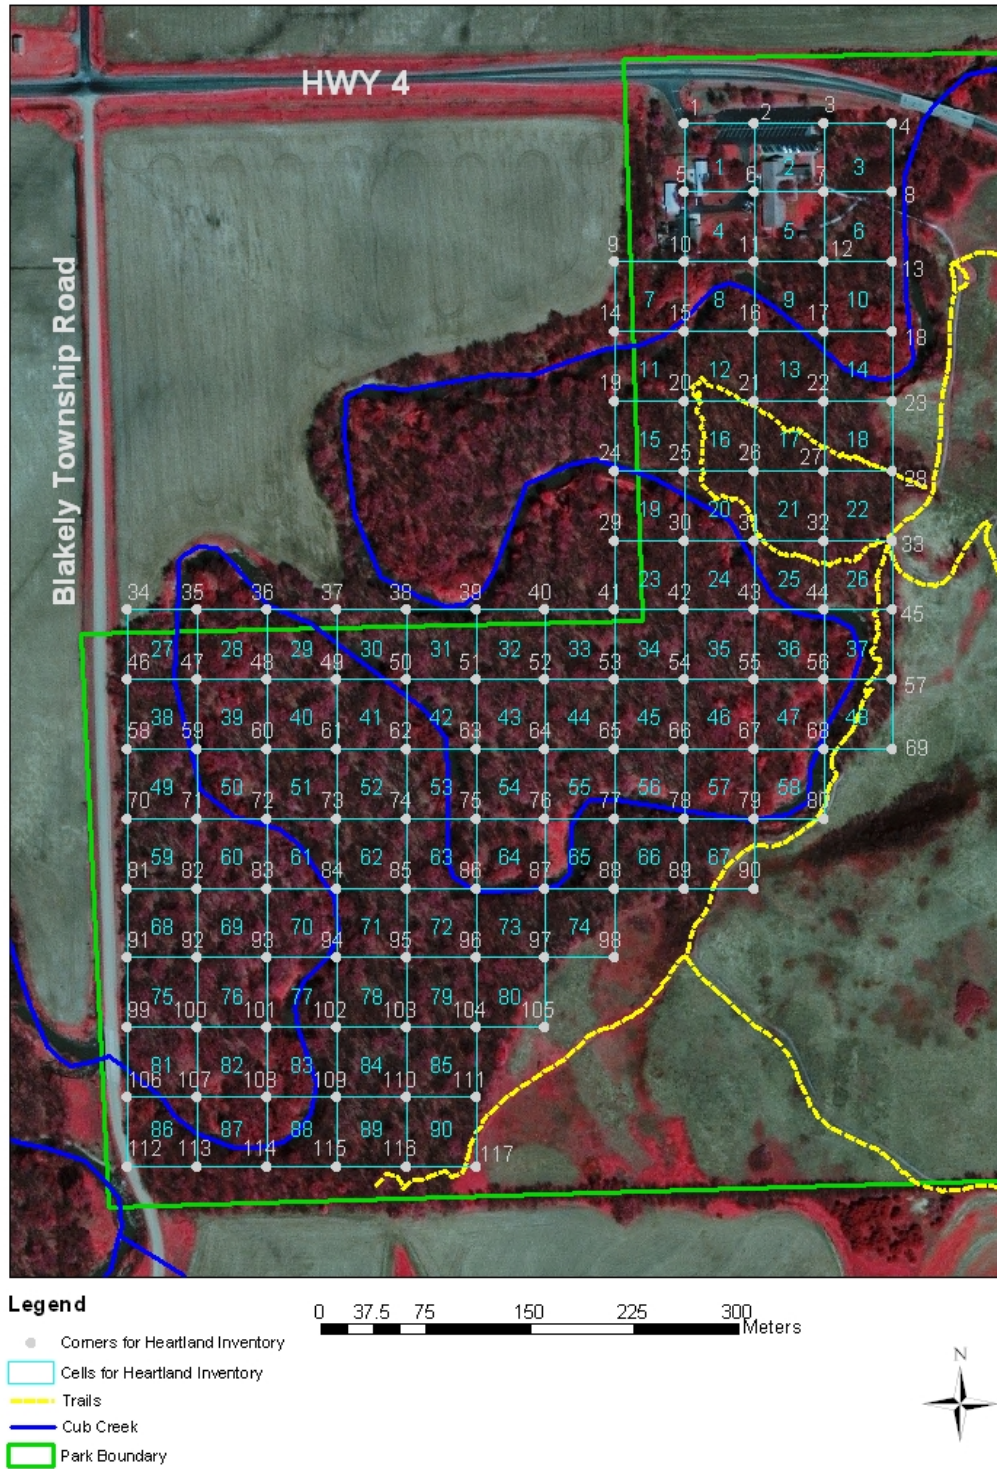 HWY 4
1 2 3 4
1 2 3
5 6 7 8
4 5 6
9 10 11 12 13
7 8 9 10
14 15 16 17 18
11 12 13 14
19 20 21 22 23
15 16 17 18
24 25 26 27 28
19 20 21 22
29 30 31 32 33
23 24 25 26
34 35 36 37 38 39 40 41 42 43 44 45
27 28 29 30 31 32 33 34 35 36 37
46 47 48 49 50 51 52 53 54 55 56 57
38 39 40 41 42 43 44 45 46 47 48
58 59 60 61 62 63 64 65 66 67 68 69
49 50 51 52 53 54 55 56 57 58
70 71 72 73 74 75 76 77 78 79 80
59 60 61 62 63 64 65 66 67
81 82 83 84 85 86 87 88 89 90
68 69 70 71 72 73 74
91 92 93 94 95 96 97 98
75 76 77 78 79 80
99 100 101 102 103 104 105
81 82 83 84 85
106 107 108 109 110 111
86 87 88 89 90
112 113 114 115 116 117
Blakely Township Road
Legend
Corners for Heartland Inventory
Cells for Heartland Inventory
Trails
Cub Creek
Park Boundary
0 37.5 75 150 225 300
Meters
N